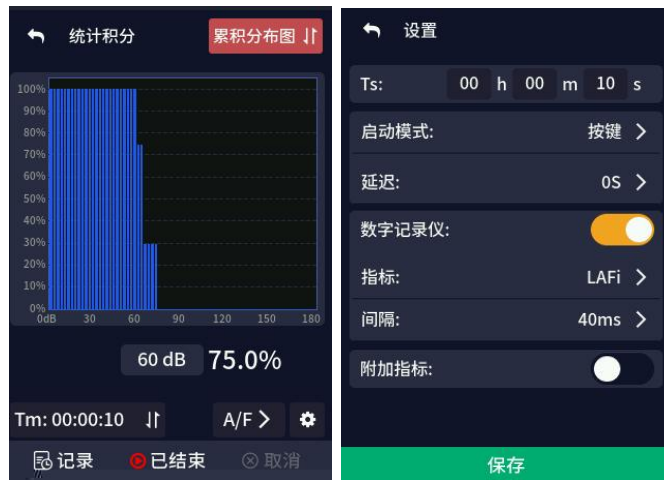 统计积分
累积分布图
100%
90%
80%
70%
60%
50%
40%
30%
20%
10%
0%
0dB 30 60 90 120 150 180
60 dB 75.0%
Tm: 00:00:10 A/F >
记录 已结束 取消
设置
Ts: 00 h 00 m 10 s
启动模式: 按键 >
延迟: 0S >
数字记录仪:
指标: LAFi >
间隔: 40ms >
附加指标:
保存